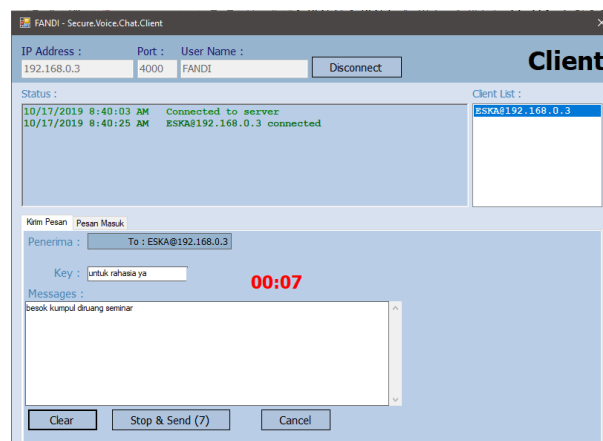 FANDI - Secure.Voice.Chat.Client
IP Address : Port : User Name :
192.168.0.3 4000 FANDI Disconnect Client
Status : Client List :
10/17/2019 8:40:03 AM Connected to server ESKA@192.168.0.3
10/17/2019 8:40:25 AM ESKA@192.168.0.3 connected
Kirim Pesan Pesan Masuk
Penerima : To : ESKA@192.168.0.3
Key : untuk rahasia ya
00:07
Messages :
besok kumpul diruang seminar
Clear Stop & Send (7) Cancel